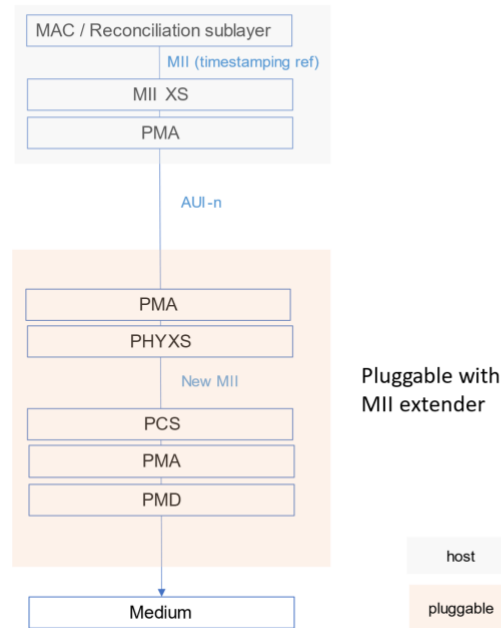 MAC / Reconciliation sublayer
MII (timestamping ref)
MII XS
PMA
AUI-n
PMA
PHYXS
New MII
PCS
PMA
PMD
Medium
Pluggable with
MII extender
host
pluggable